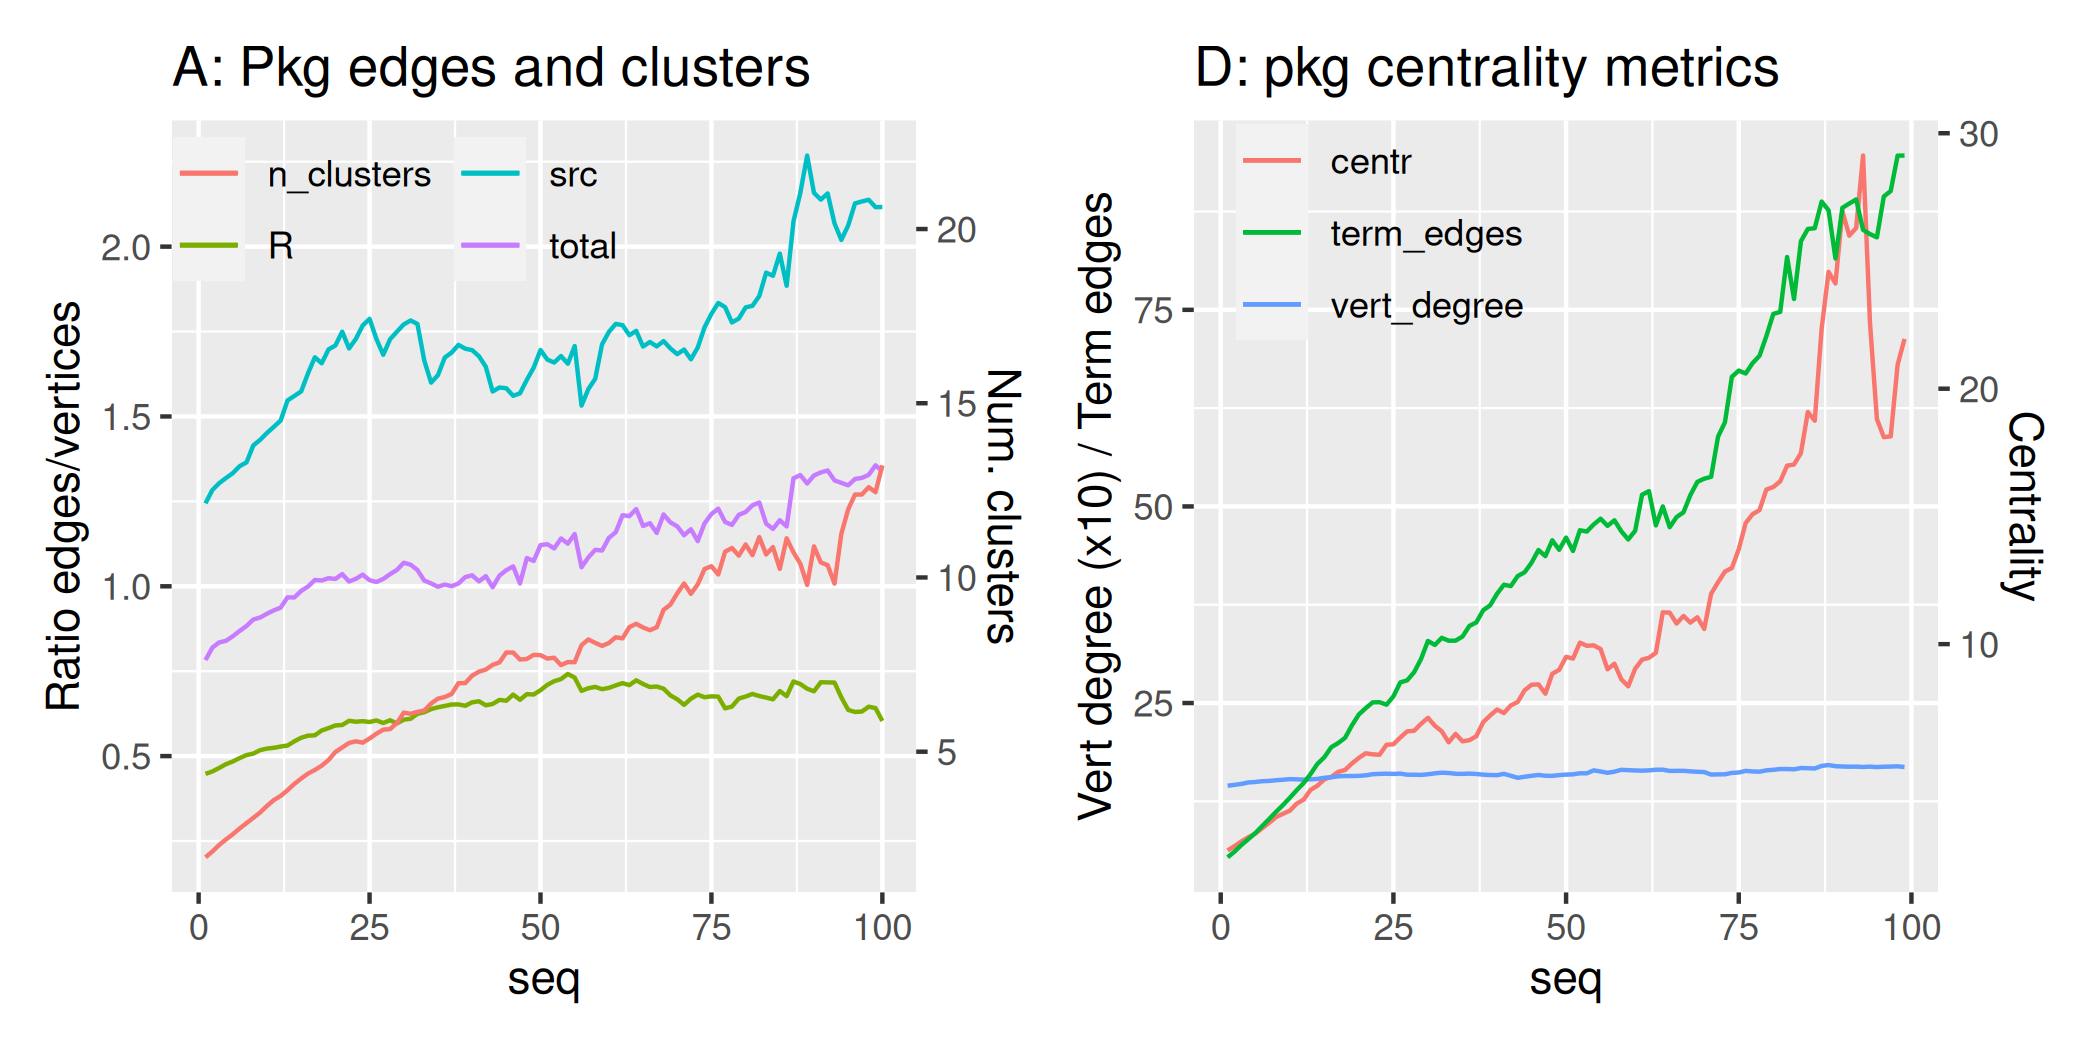 A: Pkg edges and clusters
n_clusters
R
src
total
2.0
1.5
1.0
0.5
Ratio edges/vertices
20
15
10
5
Num. clusters
0 25 50 75 100
seq
D: pkg centrality metrics
centr
term_edges
vert_degree
75
50
25
Vert degree (x10) / Term edges
30
20
10
Centrality
0 25 50 75 100
seq